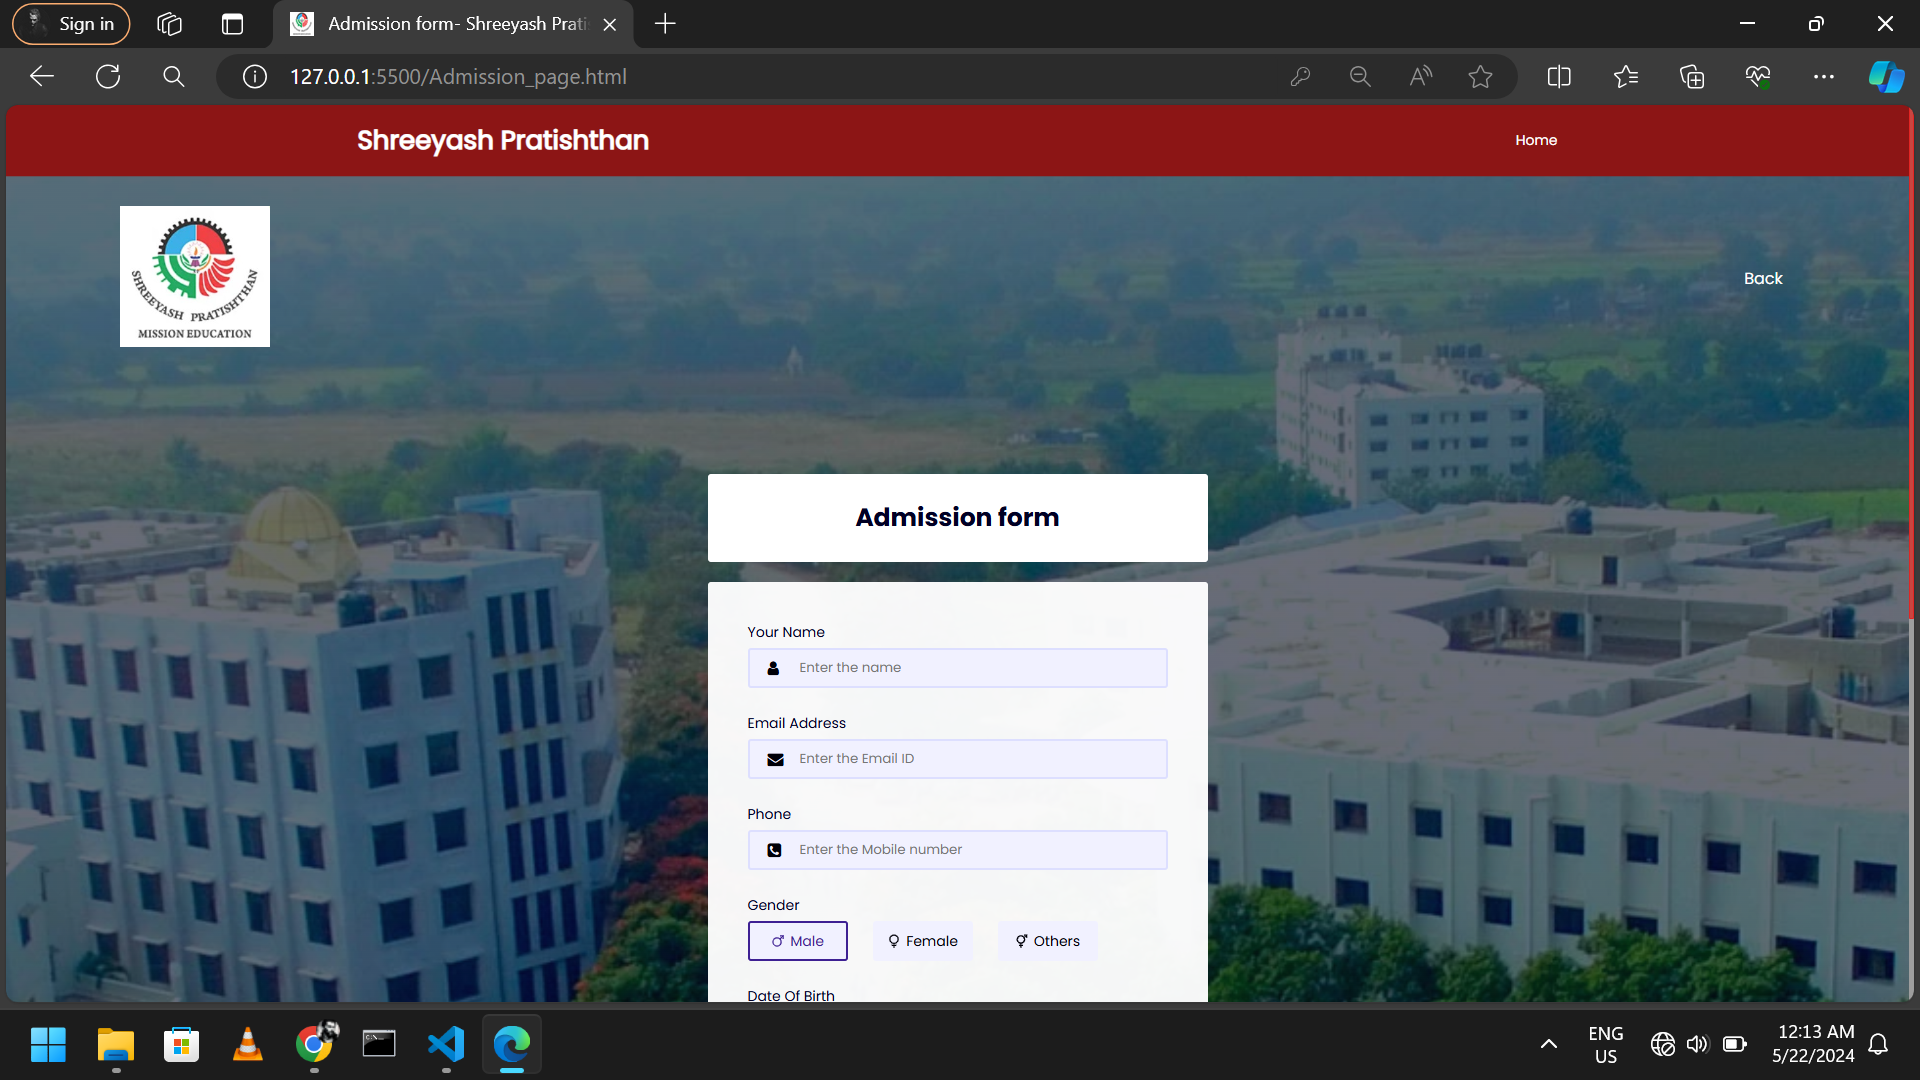 Sign in
Admission form- Shreeyash Prati
127.0.0.1:5500/Admission_page.html
Shreeyash Pratishthan
Home
SHREEYASH PRATISHTHAN
MISSION EDUCATION
Back
Admission form
Your Name
Enter the name
Email Address
Enter the Email ID
Phone
Enter the Mobile number
Gender
Male
Female
Others
Date Of Birth
ENG
US
12:13 AM
5/22/2024